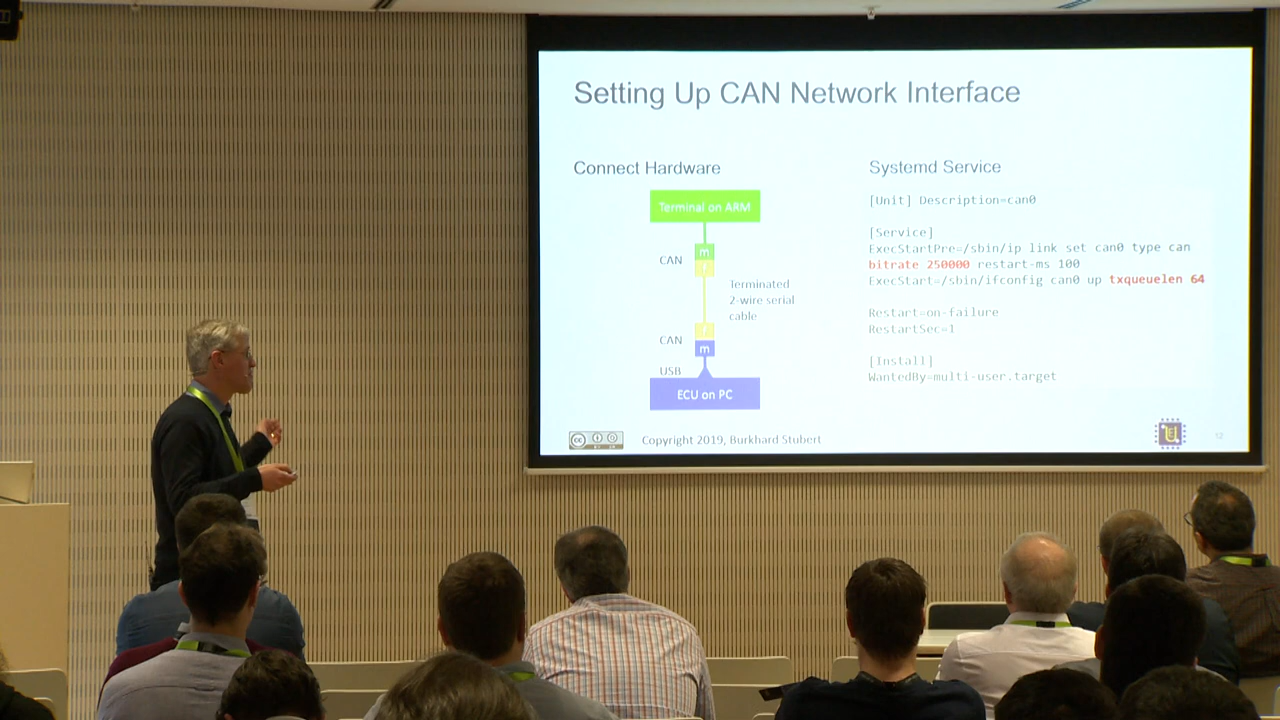 Setting Up CAN Network Interface
Connect Hardware
Terminal on ARM
m
CAN
f
Terminated
2-wire serial
cable
f
CAN
m
USB
ECU on PC
Systemd Service
[Unit] Description=can0
[Service]
ExecStartPre=/sbin/ip link set can0 type can
bitrate 250000 restart-ms 100
ExecStart=/sbin/ifconfig can0 up txqueuelen 64
Restart=on-failure
RestartSec=1
[Install]
WantedBy=multi-user.target
cc
Copyright 2019, Burkhard Stubert
12